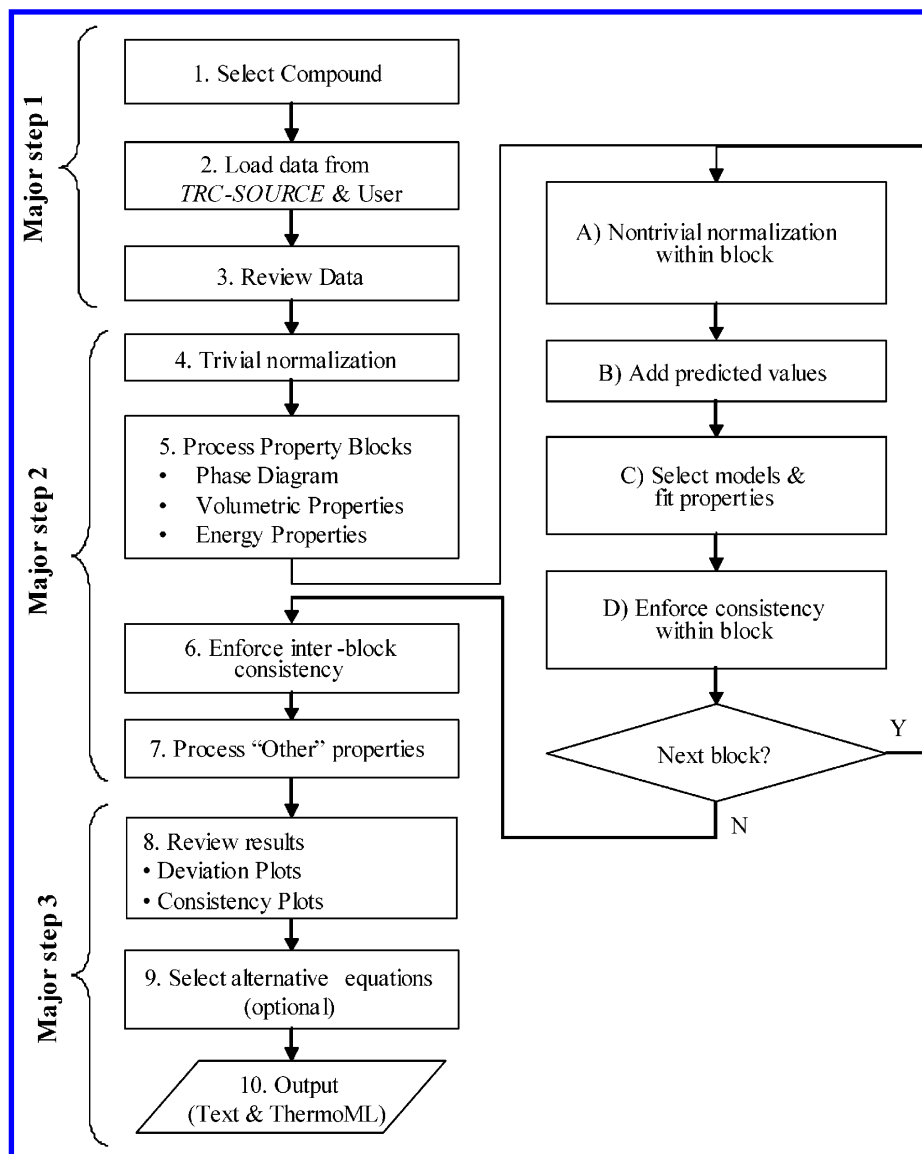 Major step 1
1. Select Compound
2. Load data from
TRC-SOURCE & User
3. Review Data
Major step 2
4. Trivial normalization
5. Process Property Blocks
• Phase Diagram
• Volumetric Properties
• Energy Properties
6. Enforce inter-block
consistency
7. Process “Other” properties
Major step 3
8. Review results
• Deviation Plots
• Consistency Plots
9. Select alternative equations
(optional)
10. Output
(Text & ThermoML)
A) Nontrivial normalization
within block
B) Add predicted values
C) Select models &
fit properties
D) Enforce consistency
within block
Next block?
Y
N